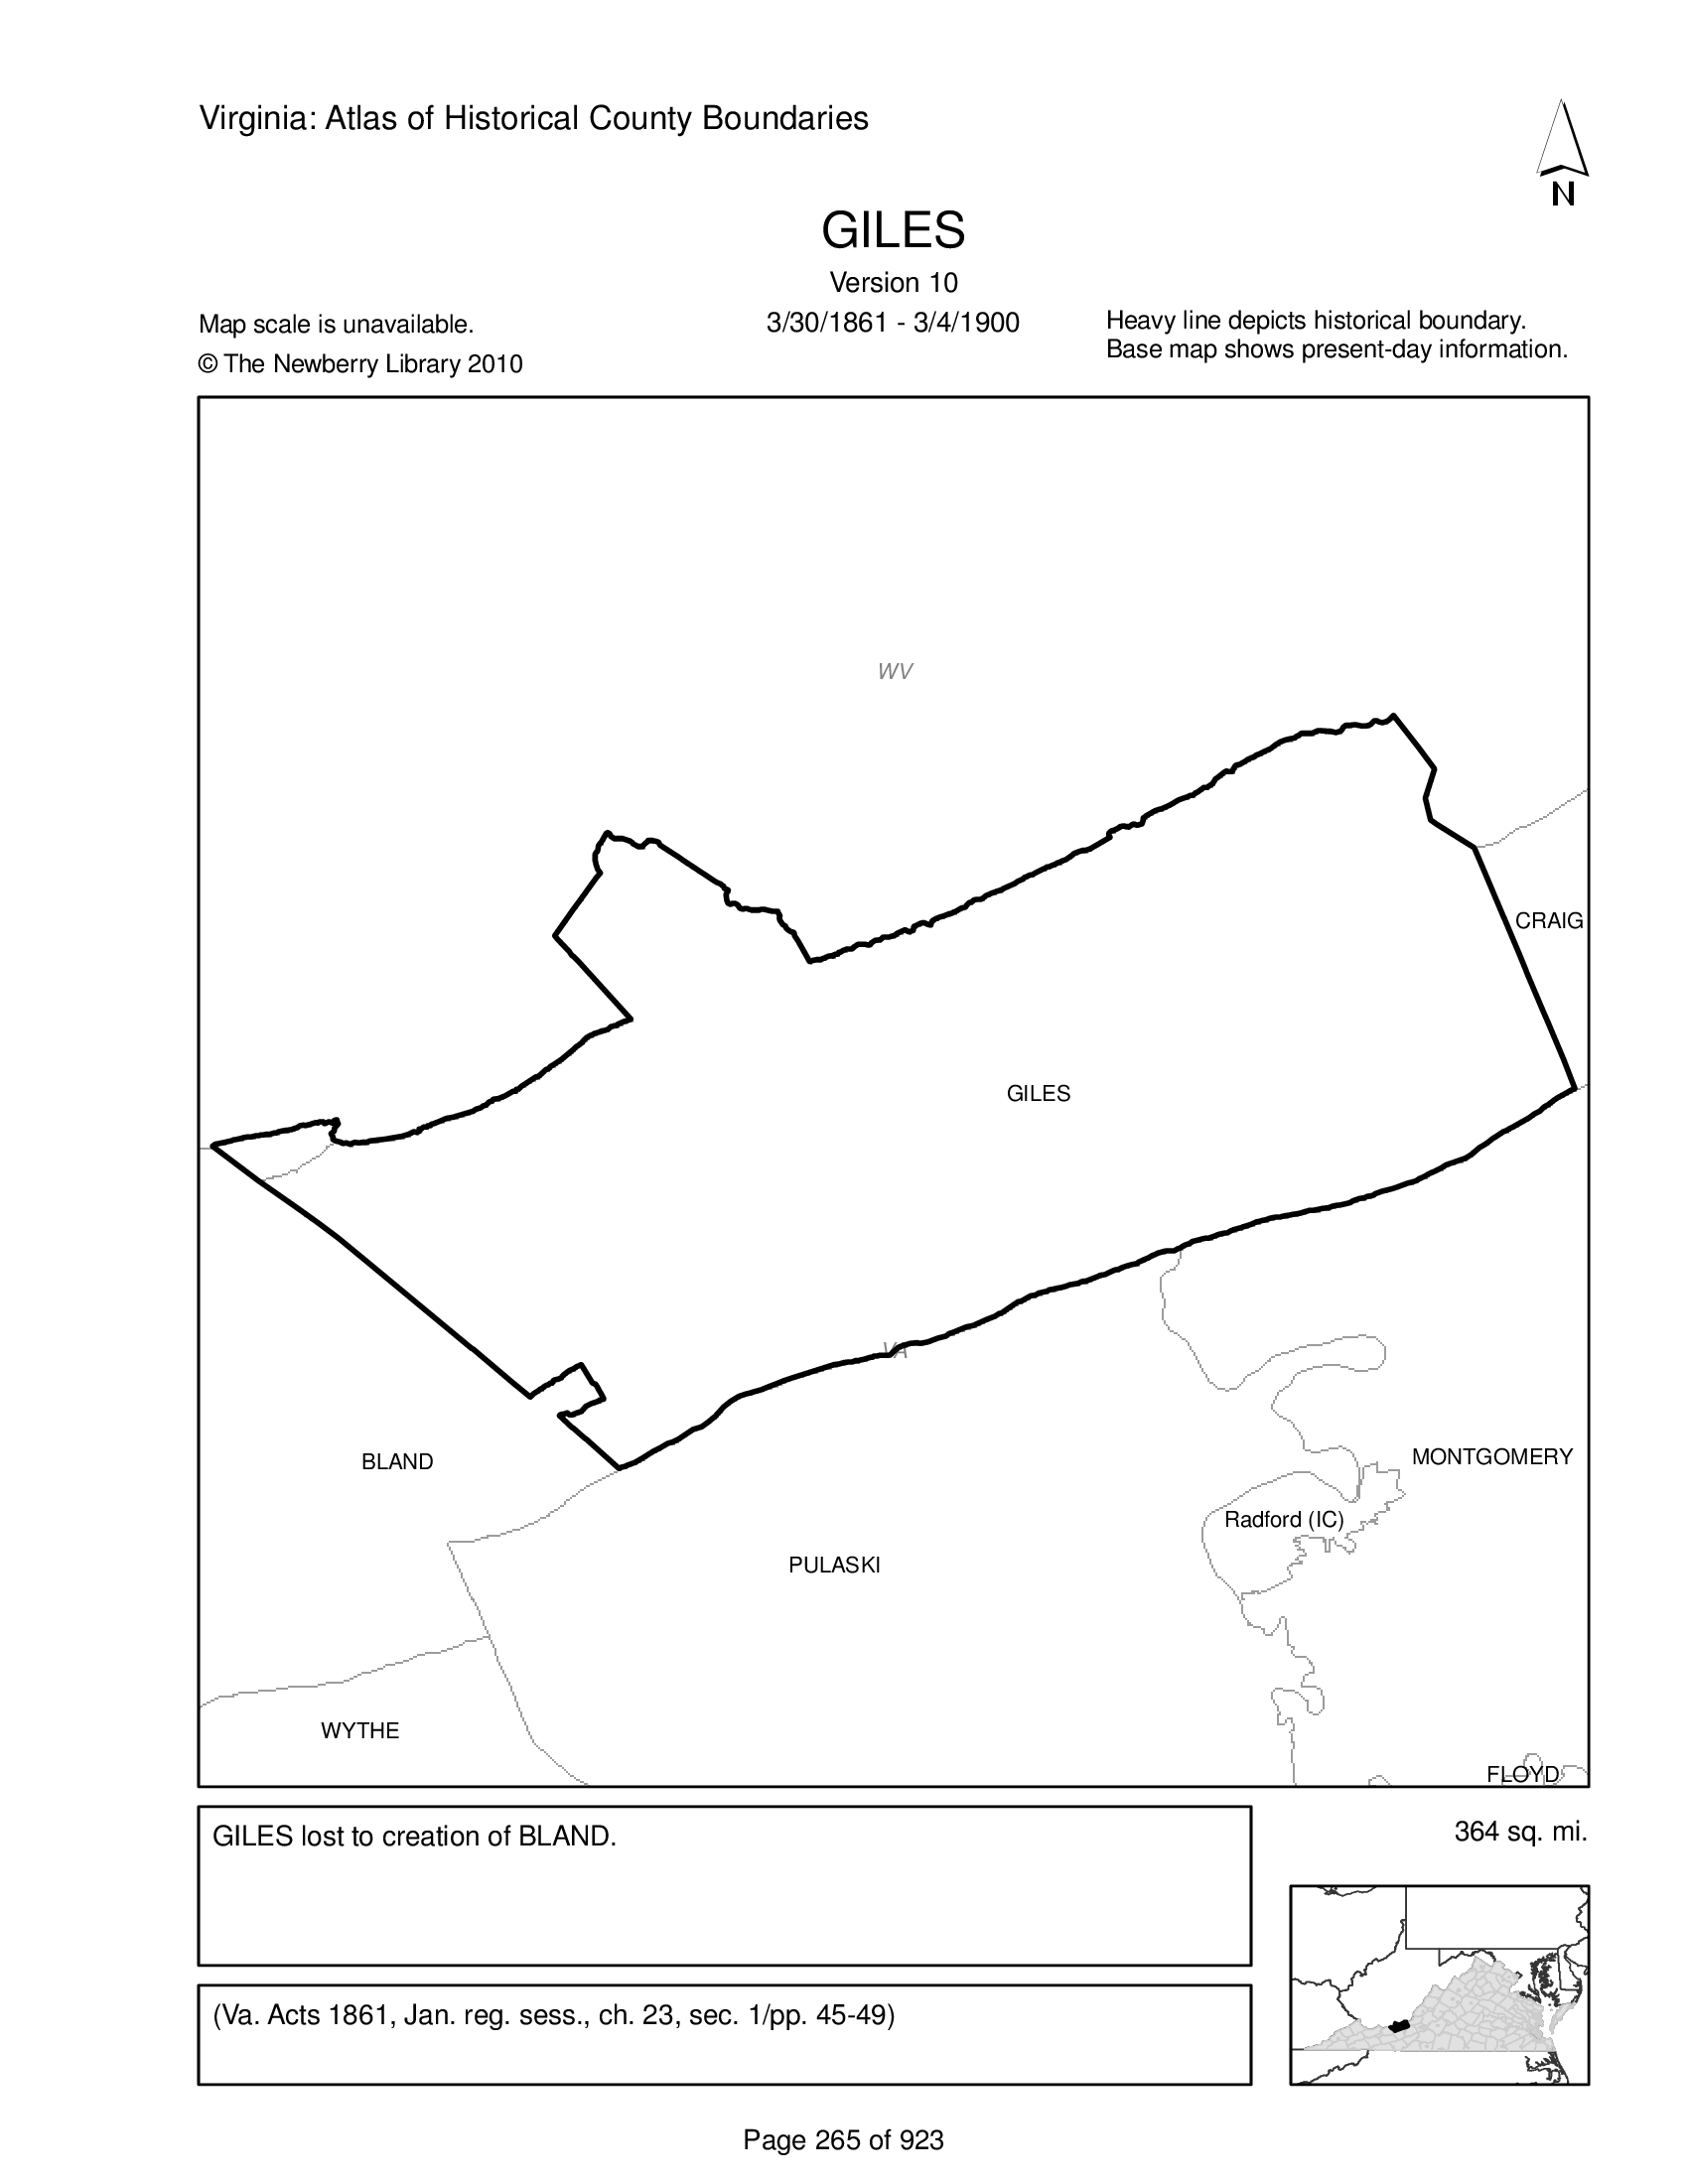 Virginia: Atlas of Historical County Boundaries
N
GILES
Version 10
3/30/1861 - 3/4/1900
Map scale is unavailable.
© The Newberry Library 2010
Heavy line depicts historical boundary.
Base map shows present-day information.
WV
CRAIG
GILES
VA
BLAND
MONTGOMERY
Radford (IC)
PULASKI
WYTHE
FLOYD
GILES lost to creation of BLAND.
364 sq. mi.
(Va. Acts 1861, Jan. reg. sess., ch. 23, sec. 1/pp. 45-49)
Page 265 of 923